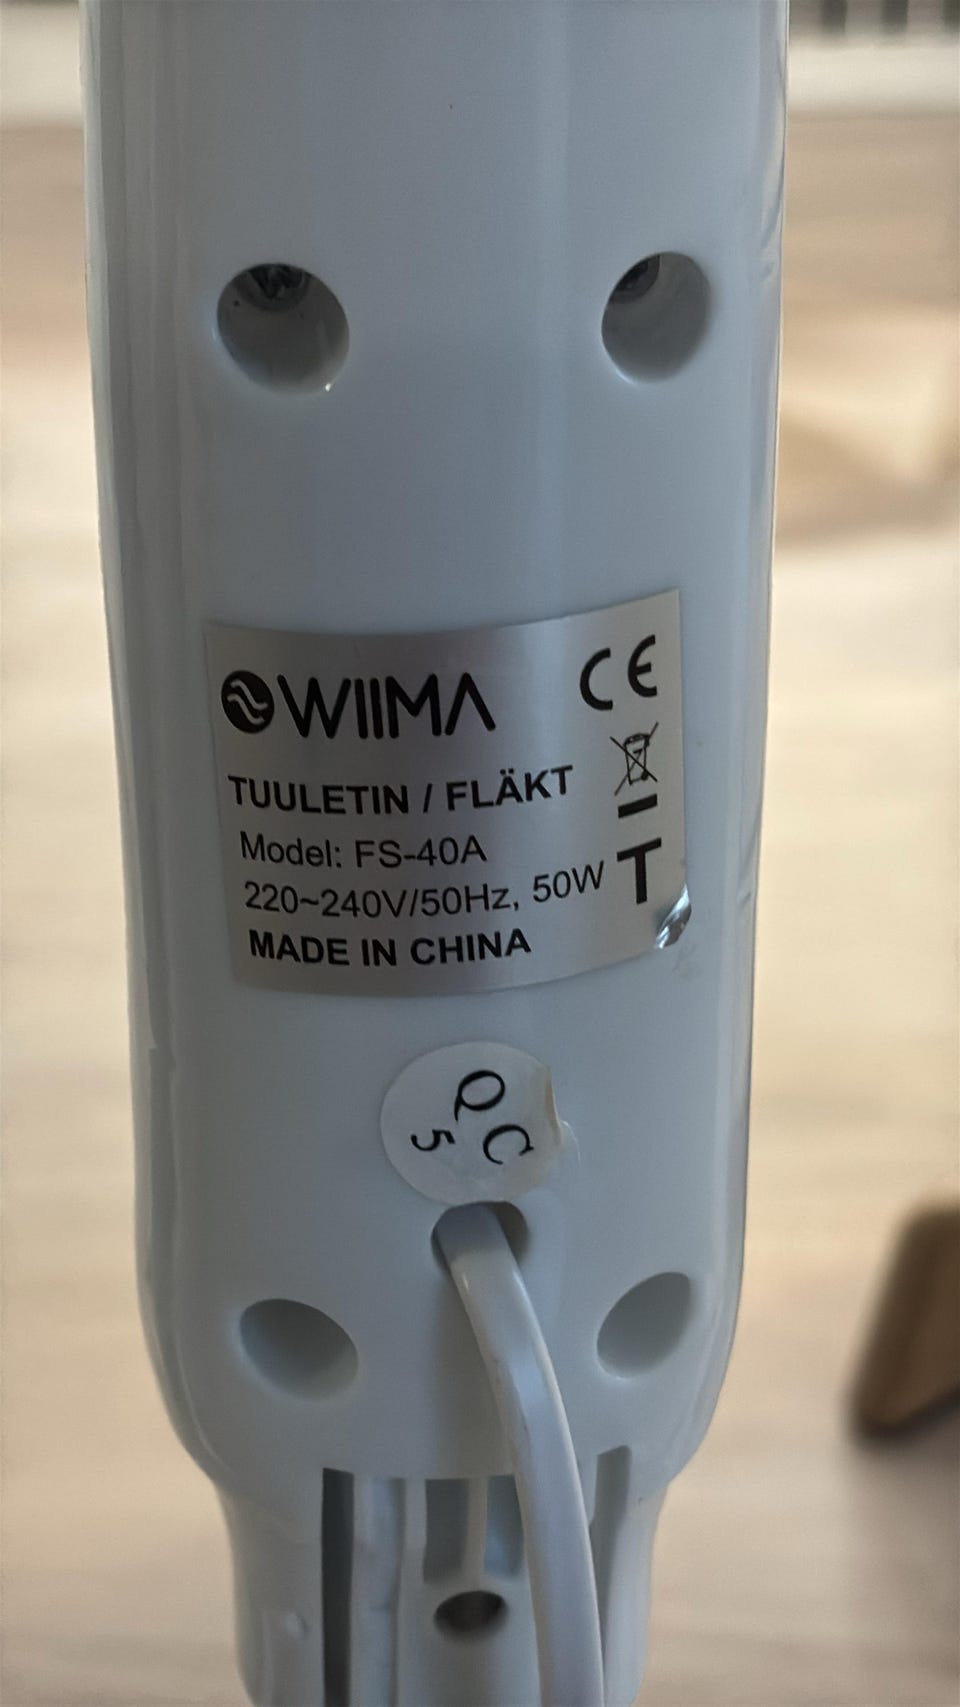 WIIMA
CE
TUULETIN / FLÄKT
Model: FS-40A
220~240V/50Hz, 50W
T
MADE IN CHINA
QC
5